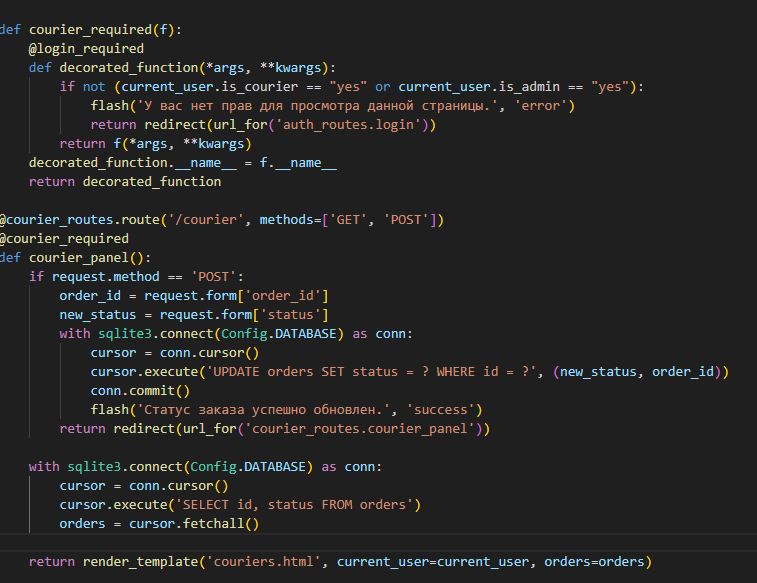 def courier_required(f):
    @login_required
    def decorated_function(*args, **kwargs):
        if not (current_user.is_courier == "yes" or current_user.is_admin == "yes"):
            flash('У вас нет прав для просмотра данной страницы.', 'error')
            return redirect(url_for('auth_routes.login'))
        return f(*args, **kwargs)
    decorated_function.__name__ = f.__name__
    return decorated_function

@courier_routes.route('/courier', methods=['GET', 'POST'])
@courier_required
def courier_panel():
    if request.method == 'POST':
        order_id = request.form['order_id']
        new_status = request.form['status']
        with sqlite3.connect(Config.DATABASE) as conn:
            cursor = conn.cursor()
            cursor.execute('UPDATE orders SET status = ? WHERE id = ?', (new_status, order_id))
            conn.commit()
            flash('Статус заказа успешно обновлен.', 'success')
        return redirect(url_for('courier_routes.courier_panel'))

    with sqlite3.connect(Config.DATABASE) as conn:
        cursor = conn.cursor()
        cursor.execute('SELECT id, status FROM orders')
        orders = cursor.fetchall()

    return render_template('couriers.html', current_user=current_user, orders=orders)